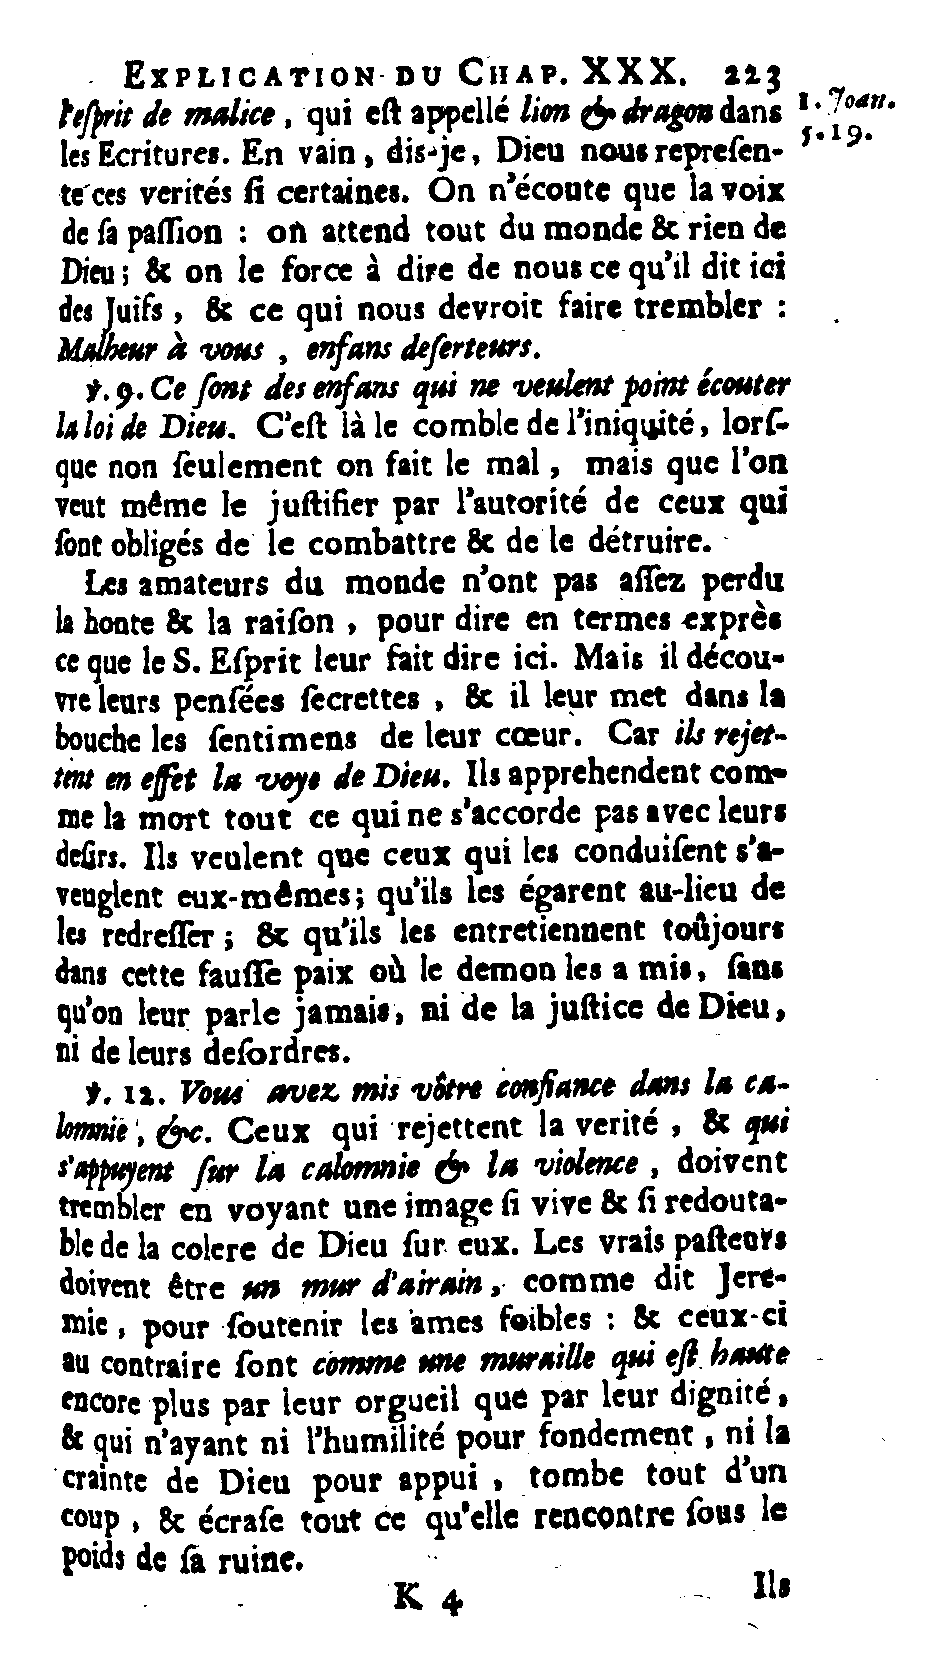 EXPLICATION DU CHAP. XXX. 223
l'eſprit de malice, qui eſt appellé lion & dragon dans
1. Joan.
5. 19.
les Ecritures. En vain, dis-je, Dieu nous repreſen-
te ces verités ſi certaines. On n'écoute que la voix
de ſa paſſion : on attend tout du monde & rien de
Dieu; & on le force à dire de nous ce qu'il dit ici
des Juifs, & ce qui nous devroit faire trembler :
Malheur à vous, enfans deſerteurs.
℣. 9. Ce ſont des enfans qui ne veulent point écouter
la loi de Dieu. C'eſt là le comble de l'iniquité, lorſ-
que non ſeulement on fait le mal, mais que l'on
veut même le juſtifier par l'autorité de ceux qui
ſont obligés de le combattre & de le détruire.
Les amateurs du monde n'ont pas aſſez perdu
la honte & la raiſon, pour dire en termes exprès
ce que le S. Eſprit leur fait dire ici. Mais il décou-
vre leurs penſées ſecrettes, & il leur met dans la
bouche les ſentimens de leur cœur. Car ils rejet-
tent en effet la voye de Dieu. Ils apprehendent com-
me la mort tout ce qui ne s'accorde pas avec leurs
deſirs. Ils veulent que ceux qui les conduiſent s'a-
veuglent eux-mêmes; qu'ils les égarent au-lieu de
les redreſſer; & qu'ils les entretiennent toûjours
dans cette fauſſe paix où le demon les a mis, ſans
qu'on leur parle jamais, ni de la juſtice de Dieu,
ni de leurs deſordres.
℣. 12. Vous avez mis vôtre confiance dans la ca-
lomnie, &c. Ceux qui rejettent la verité, & qui
s'appuyent ſur la calomnie & la violence, doivent
trembler en voyant une image ſi vive & ſi redouta-
ble de la colere de Dieu ſur eux. Les vrais paſteurs
doivent être un mur d'airain, comme dit Jere-
mie, pour ſoutenir les ames foibles : & ceux-ci
au contraire ſont comme une muraille qui eſt haute
encore plus par leur orgueil que par leur dignité,
& qui n'ayant ni l'humilité pour fondement, ni la
crainte de Dieu pour appui, tombe tout d'un
coup, & écraſe tout ce qu'elle rencontre ſous le
poids de ſa ruine.
K 4
Ils